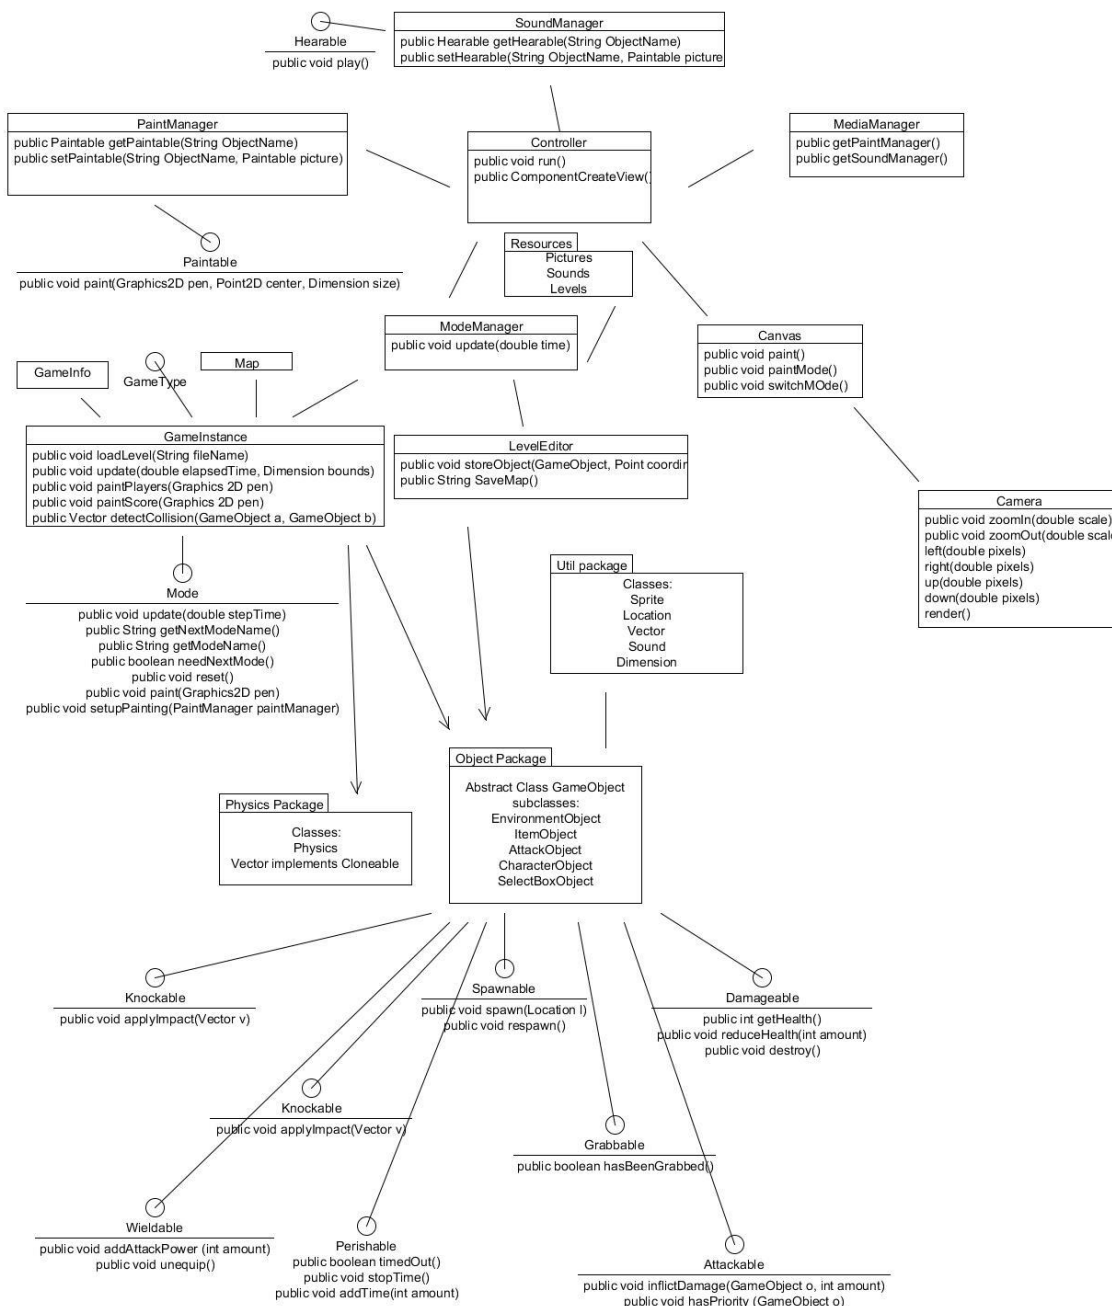 SoundManager
public Hearable getHearable(String ObjectName)
public setHearable(String ObjectName, Paintable picture
Hearable
public void play()
PaintManager
public Paintable getPaintable(String ObjectName)
public setPaintable(String ObjectName, Paintable picture)
Controller
public void run()
public ComponentCreateView()
MediaManager
public getPaintManager()
public getSoundManager()
Paintable
public void paint(Graphics2D pen, Point2D center, Dimension size)
Resources
Pictures
Sounds
Levels
ModeManager
public void update(double time)
Canvas
public void paint()
public void paintMode()
public void switchMOde()
GameInfo
GameType
Map
GameInstance
public void loadLevel(String fileName)
public void update(double elapsedTime, Dimension bounds)
public void paintPlayers(Graphics 2D pen)
public void paintScore(Graphics 2D pen)
public Vector detectCollision(GameObject a, GameObject b)
LevelEditor
public void storeObject(GameObject, Point coordir
public String SaveMap()
Camera
public void zoomIn(double scale)
public void zoomOut(double scale
left(double pixels)
right(double pixels)
up(double pixels)
down(double pixels)
render()
Mode
public void update(double stepTime)
public String getNextModeName()
public String getModeName()
public boolean needNextMode()
public void reset()
public void paint(Graphics2D pen)
public void setupPainting(PaintManager paintManager)
Util package
Classes:
Sprite
Location
Vector
Sound
Dimension
Object Package
Abstract Class GameObject
subclasses:
EnvironmentObject
ItemObject
AttackObject
CharacterObject
SelectBoxObject
Physics Package
Classes:
Physics
Vector implements Cloneable
Knockable
public void applyImpact(Vector v)
Spawnable
public void spawn(Location l)
public void respawn()
Damageable
public int getHealth()
public void reduceHealth(int amount)
public void destroy()
Knockable
public void applyImpact(Vector v)
Grabbable
public boolean hasBeenGrabbed()
Wieldable
public void addAttackPower (int amount)
public void unequip()
Perishable
public boolean timedOut()
public void stopTime()
public void addTime(int amount)
Attackable
public void inflictDamage(GameObject o, int amount)
public void hasPriority (GameObject o)